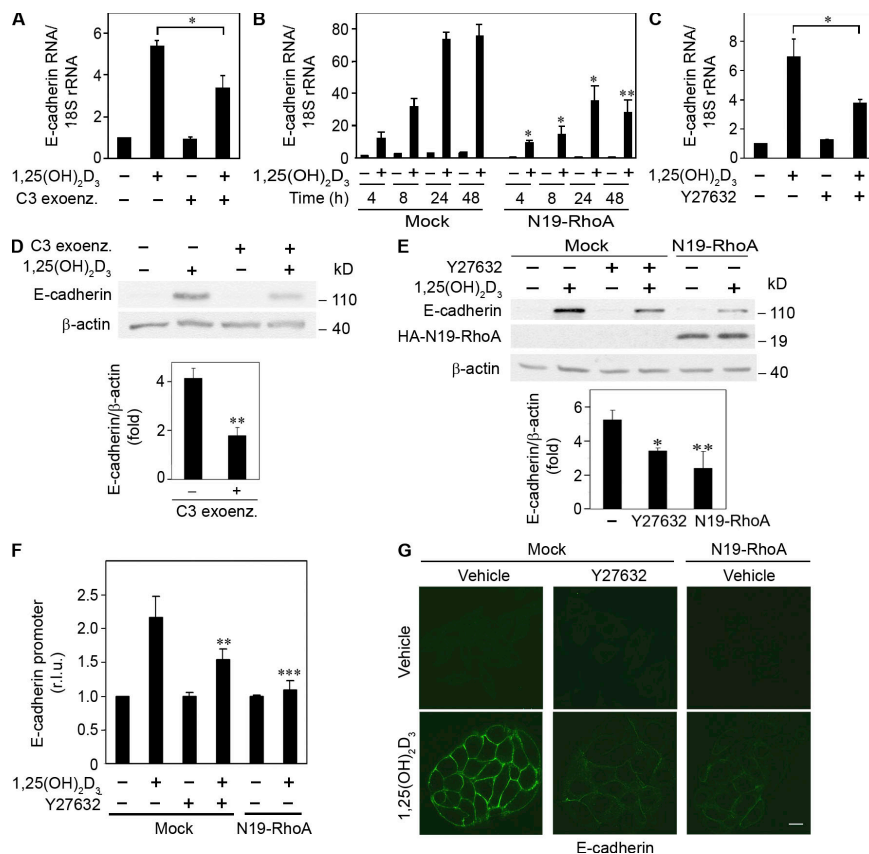 A
E-cadherin RNA/
18S rRNA
6
4
2
0
*
1,25(OH)₂D₃ – + – +
C3 exoenz. – – + +
B
E-cadherin RNA/
18S rRNA
80
60
40
20
0
* * * **
1,25(OH)₂D₃ – + – + – + – + – + – + – + – +
Time (h) 4 8 24 48 4 8 24 48
Mock N19-RhoA
C
E-cadherin RNA/
18S rRNA
8
6
4
2
0
*
1,25(OH)₂D₃ – + – +
Y27632 – – + +
D
C3 exoenz. – – + +
1,25(OH)₂D₃ – + – + kD
E-cadherin – 110
β-actin – 40
E-cadherin/β-actin
(fold)
4
2
0
**
– +
C3 exoenz.
E
Mock N19-RhoA
Y27632 – – + + – –
1,25(OH)₂D₃ – + – + – + kD
E-cadherin – 110
HA-N19-RhoA – 19
β-actin – 40
E-cadherin/β-actin
(fold)
6
4
2
0
* **
– Y27632 N19-RhoA
F
E-cadherin promoter
(r.l.u.)
2.5
2.0
1.5
1.0
0.5
0
** ***
1,25(OH)₂D₃ – + – + – +
Y27632 – – + + – –
Mock N19-RhoA
G
Mock N19-RhoA
Vehicle Y27632 Vehicle
Vehicle
1,25(OH)₂D₃
E-cadherin